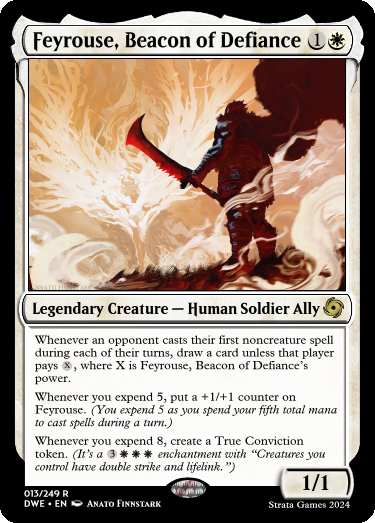 Feyrouse, Beacon of Defiance 1
Legendary Creature — Human Soldier Ally
Whenever an opponent casts their first noncreature spell
during each of their turns, draw a card unless that player
pays X, where X is Feyrouse, Beacon of Defiance's
power.
Whenever you expend 5, put a +1/+1 counter on
Feyrouse. (You expend 5 as you spend your fifth total mana
to cast spells during a turn.)
Whenever you expend 8, create a True Conviction
token. (It's a 3 enchantment with "Creatures you
control have double strike and lifelink.")
1/1
013/249 R
DWE • EN Anato Finnstark
Strata Games 2024